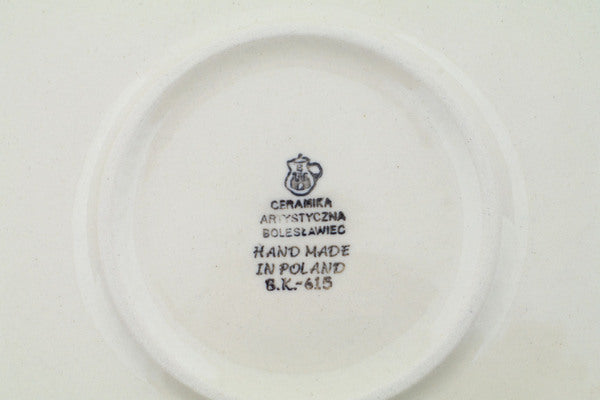 CERAMIKA
ARTYSTYCZNA
BOLESŁAWIEC
HAND MADE
IN POLAND
B.K.-615